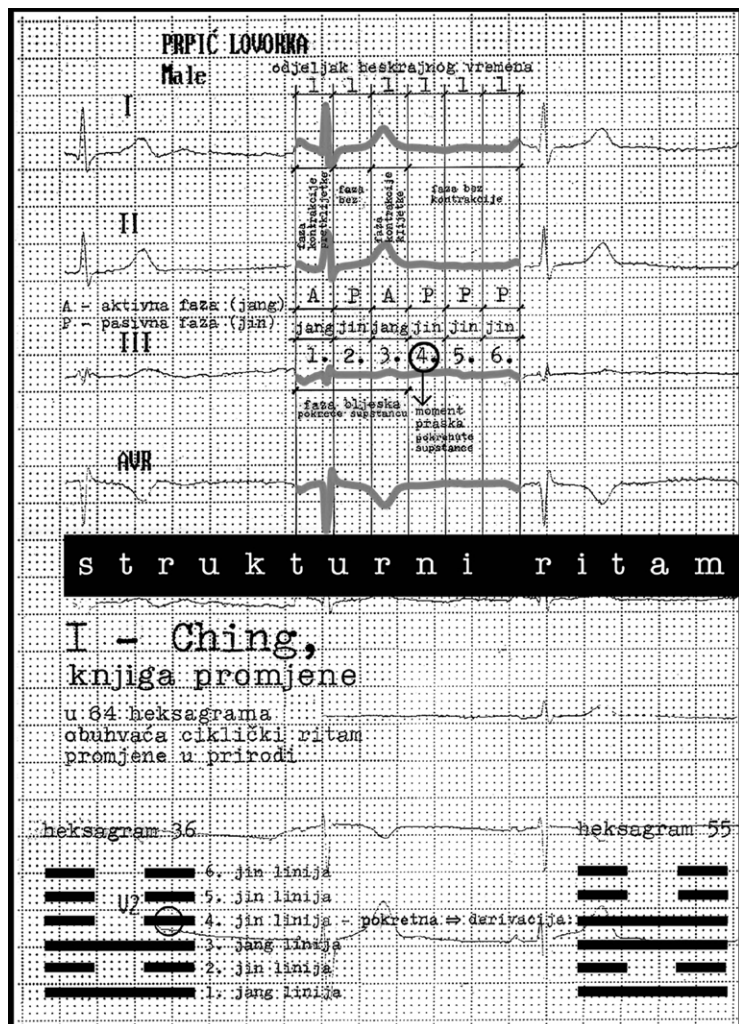 PRPIĆ LOVORKA
Male
odjeljak beskrajnog vremena
1 1 1 1 1 1
I
faza kontrakcije pretklijetke
faza bez
faza kontrakcije klijetke
faza bez kontrakcije
II
A P A P P P
A - aktivna faza (jang)
P - pasivna faza (jin)
jang jin jang jin jin jin
III
1. 2. 3. 4. 5. 6.
faza bljeska
pokreće supstancu
moment
praska
pokrenute
supstance
AVR
strukturni ritam
I - Ching,
knjiga promjene
u 64 heksagrama
obuhvaća ciklički ritam
promjene u prirodi
heksagram 36
heksagram 55
6. jin linija
5. jin linija
V2
4. jin linija - pokretna ⇔ derivacija:
3. jang linija
2. jin linija
1. jang linija